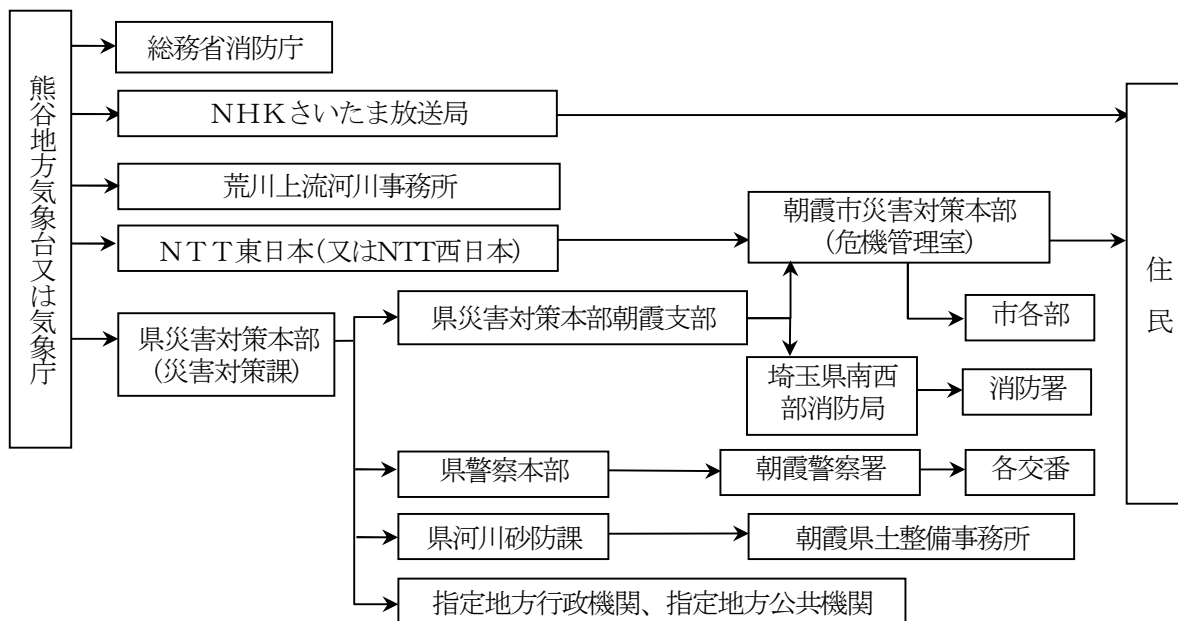 熊谷地方気象台又は気象庁
総務省消防庁
ＮＨＫさいたま放送局
荒川上流河川事務所
ＮＴＴ東日本（又はNTT西日本）
県災害対策本部
（災害対策課）
県災害対策本部朝霞支部
朝霞市災害対策本部
（危機管理室）
市各部
埼玉県南西
部消防局
消防署
県警察本部
朝霞警察署
各交番
県河川砂防課
朝霞県土整備事務所
指定地方行政機関、指定地方公共機関
住民